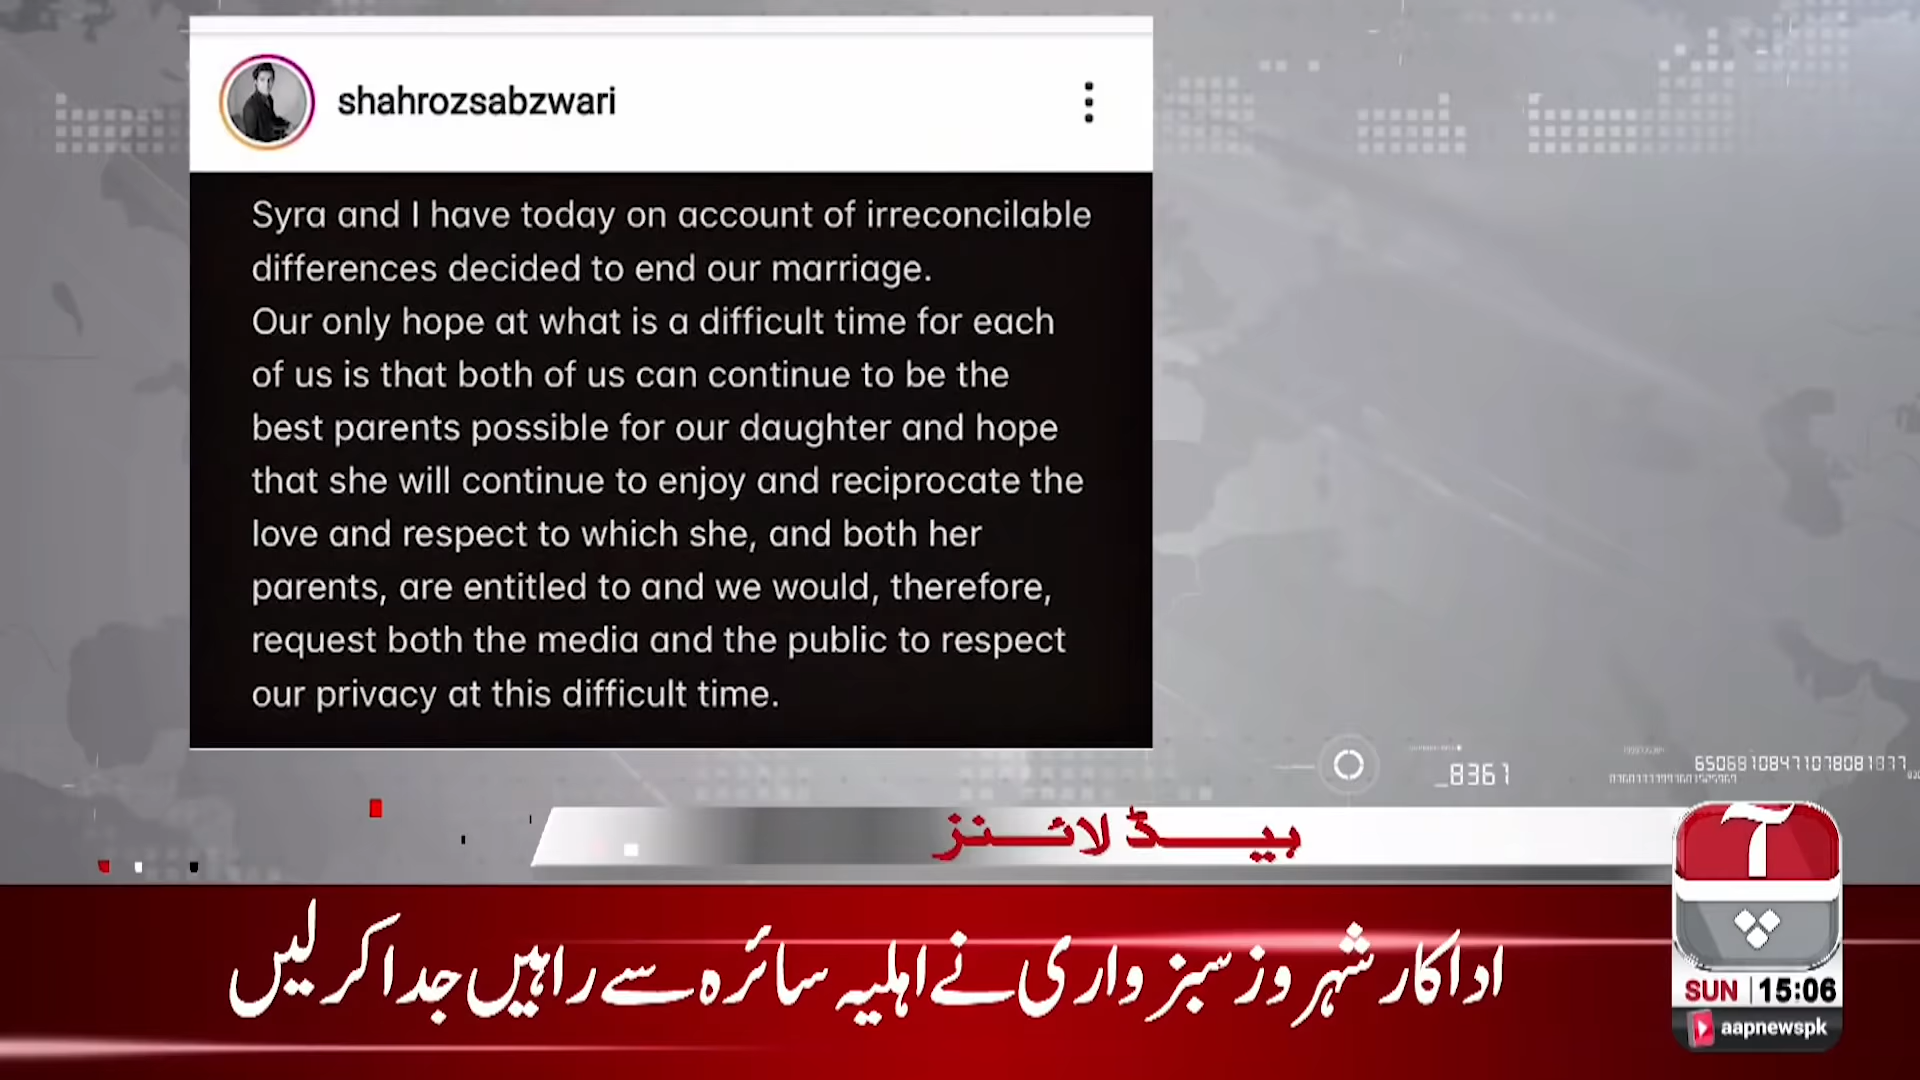 shahrozsabzwari
Syra and I have today on account of irreconcilable
differences decided to end our marriage.
Our only hope at what is a difficult time for each
of us is that both of us can continue to be the
best parents possible for our daughter and hope
that she will continue to enjoy and reciprocate the
love and respect to which she, and both her
parents, are entitled to and we would, therefore,
request both the media and the public to respect
our privacy at this difficult time.
_8361
ہیڈ لائنز
آپ
اداکار شہروز سبزواری نے اہلیہ سائرہ سے راہیں جدا کر لیں
SUN 15:06
aapnewspk